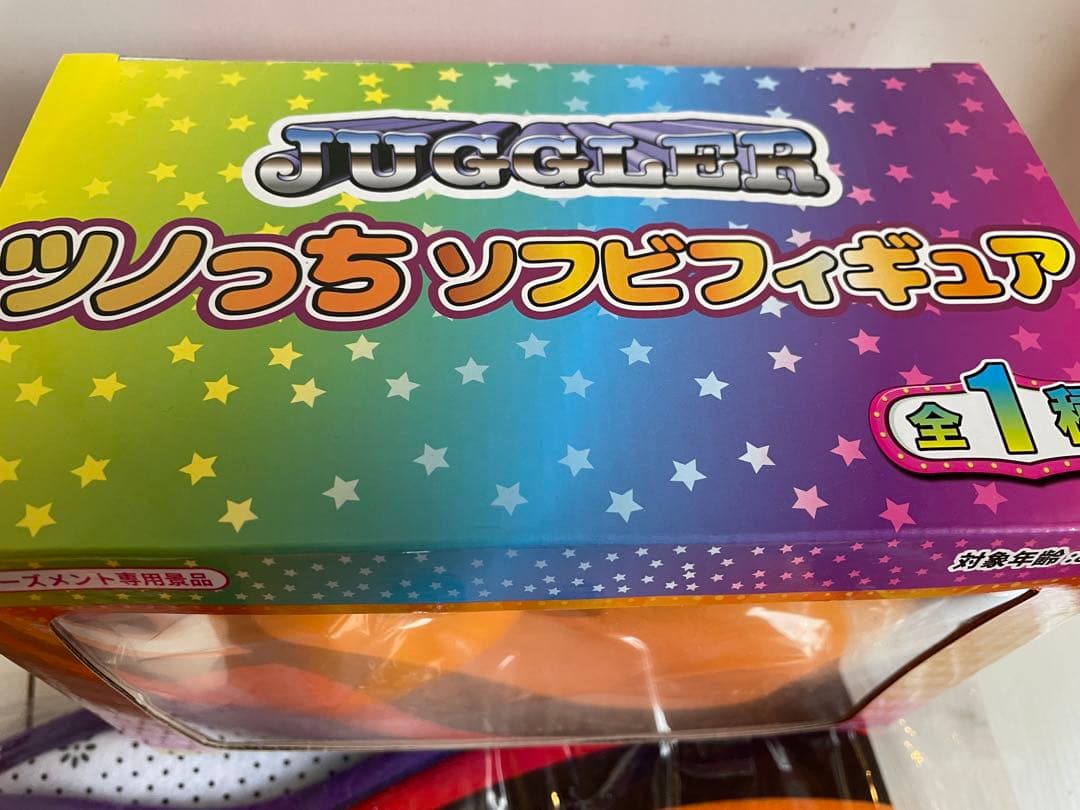 JUGGLER
ツノっち ソフビフィギュア
全1種
ーズメント専用景品
対象年齢: